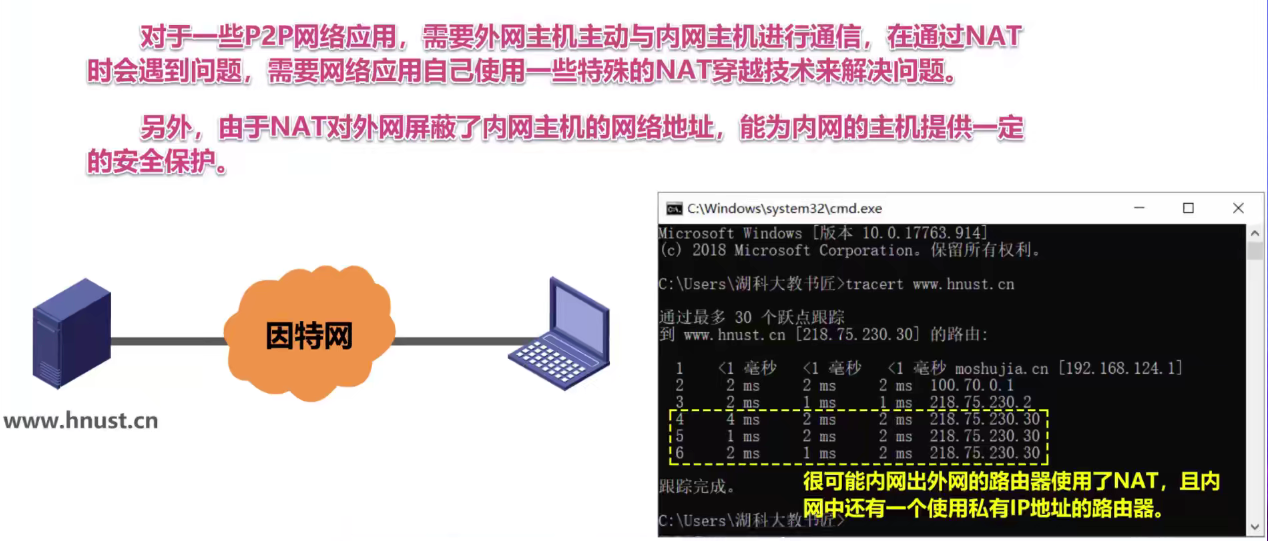 对于一些P2P网络应用，需要外网主机主动与内网主机进行通信，在通过NAT
时会遇到问题，需要网络应用自己使用一些特殊的NAT穿越技术来解决问题。
另外，由于NAT对外网屏蔽了内网主机的网络地址，能为内网的主机提供一定
的安全保护。
因特网
www.hnust.cn
C:\Windows\system32\cmd.exe
Microsoft Windows [版本 10.0.17763.914]
(c) 2018 Microsoft Corporation。保留所有权利。
C:\Users\湖科大教书匠>tracert www.hnust.cn
通过最多 30 个跃点跟踪
到 www.hnust.cn [218.75.230.30] 的路由:
1 <1 毫秒 <1 毫秒 <1 毫秒 moshujia.cn [192.168.124.1]
2 2 ms 2 ms 2 ms 100.70.0.1
3 2 ms 1 ms 1 ms 218.75.230.2
4 4 ms 2 ms 2 ms 218.75.230.30
5 1 ms 2 ms 2 ms 218.75.230.30
6 2 ms 1 ms 2 ms 218.75.230.30
跟踪完成。
很可能内网出外网的路由器使用了NAT，且内
网中还有一个使用私有IP地址的路由器。
C:\Users\湖科大教书匠>